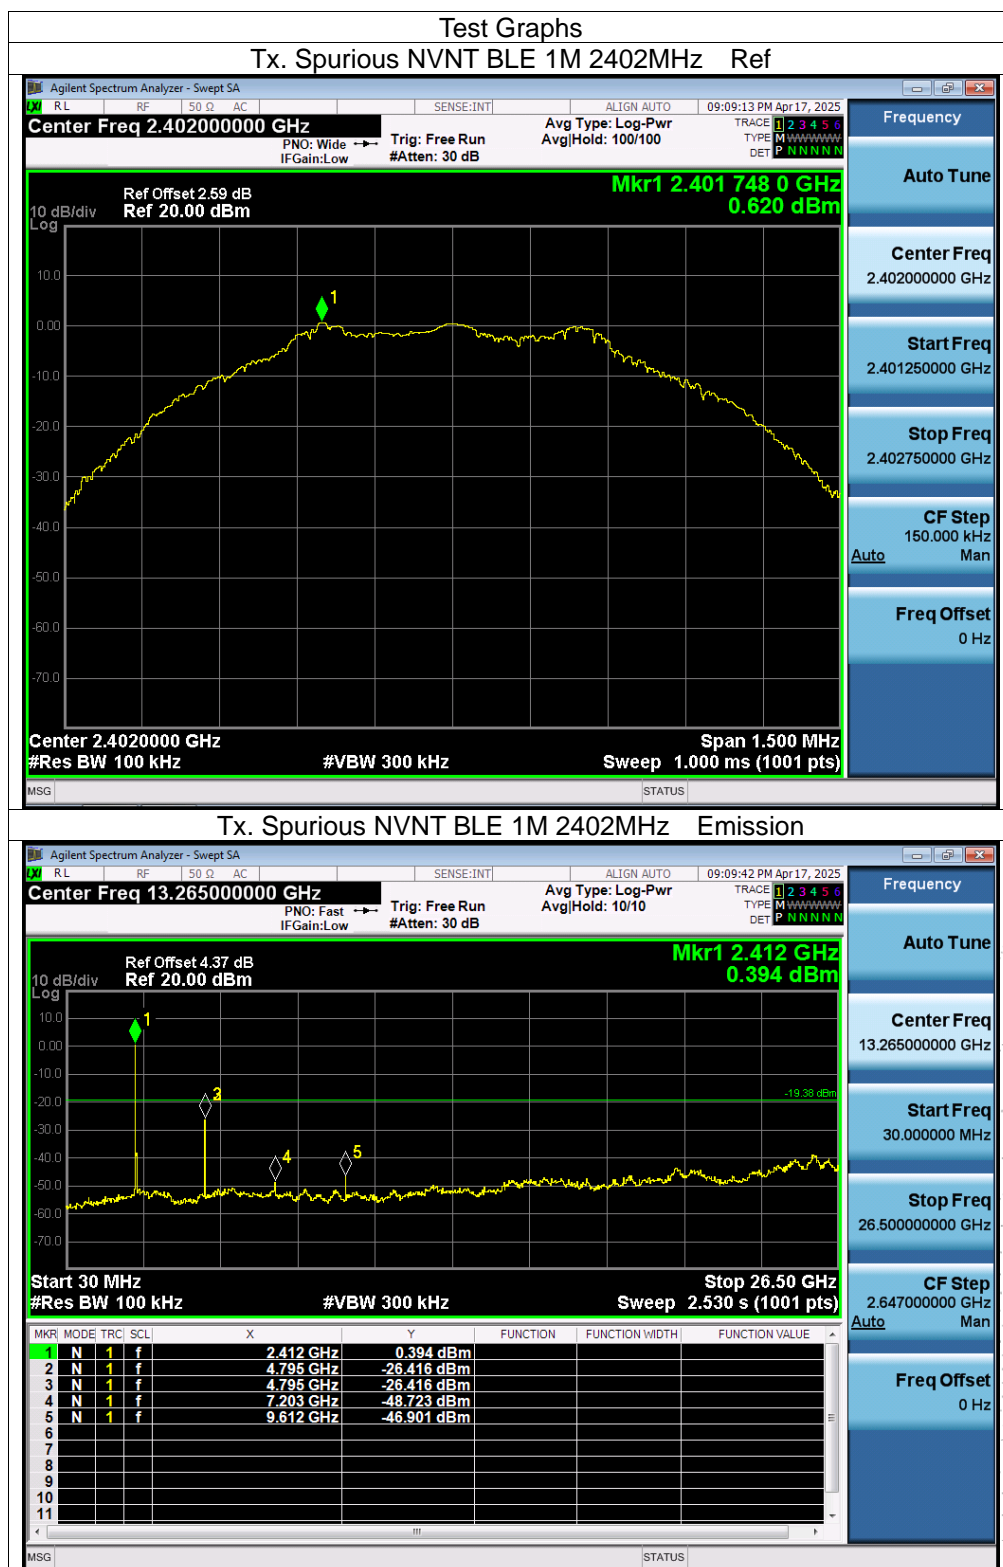 Test Graphs
Tx. Spurious NVNT BLE 1M 2402MHz Ref
Agilent Spectrum Analyzer - Swept SA
LXI RL RF 50 Ω AC SENSE:INT ALIGN AUTO 09:09:13 PM Apr 17, 2025
Center Freq 2.402000000 GHz
PNO: Wide
IFGain:Low
Trig: Free Run
#Atten: 30 dB
Avg Type: Log-Pwr
Avg|Hold: 100/100
TRACE 1 2 3 4 5 6
TYPE M WWWWW
DET P N N N N N
Frequency
Auto Tune
Center Freq
2.402000000 GHz
Start Freq
2.401250000 GHz
Stop Freq
2.402750000 GHz
CF Step
150.000 kHz
Auto Man
Freq Offset
0 Hz
Mkr1 2.401 748 0 GHz
0.620 dBm
Ref Offset 2.59 dB
10 dB/div Ref 20.00 dBm
Log
10.0
0.00
-10.0
-20.0
-30.0
-40.0
-50.0
-60.0
-70.0
1
Center 2.4020000 GHz Span 1.500 MHz
#Res BW 100 kHz #VBW 300 kHz Sweep 1.000 ms (1001 pts)
MSG STATUS
Tx. Spurious NVNT BLE 1M 2402MHz Emission
Agilent Spectrum Analyzer - Swept SA
LXI RL RF 50 Ω AC SENSE:INT ALIGN AUTO 09:09:42 PM Apr 17, 2025
Center Freq 13.265000000 GHz
PNO: Fast
IFGain:Low
Trig: Free Run
#Atten: 30 dB
Avg Type: Log-Pwr
Avg|Hold: 10/10
TRACE 1 2 3 4 5 6
TYPE M WWWWW
DET P N N N N N
Frequency
Auto Tune
Center Freq
13.265000000 GHz
Start Freq
30.000000 MHz
Stop Freq
26.500000000 GHz
CF Step
2.647000000 GHz
Auto Man
Freq Offset
0 Hz
Mkr1 2.412 GHz
0.394 dBm
Ref Offset 4.37 dB
10 dB/div Ref 20.00 dBm
Log
10.0
0.00
-10.0
-20.0
-30.0
-40.0
-50.0
-60.0
-70.0
1
3
4
5
-19.38 dBm
Start 30 MHz Stop 26.50 GHz
#Res BW 100 kHz #VBW 300 kHz Sweep 2.530 s (1001 pts)
MKR MODE TRC SCL X Y FUNCTION FUNCTION WIDTH FUNCTION VALUE
1 N 1 f 2.412 GHz 0.394 dBm
2 N 1 f 4.795 GHz -26.416 dBm
3 N 1 f 4.795 GHz -26.416 dBm
4 N 1 f 7.203 GHz -48.723 dBm
5 N 1 f 9.612 GHz -46.901 dBm
6
7
8
9
10
11
MSG STATUS